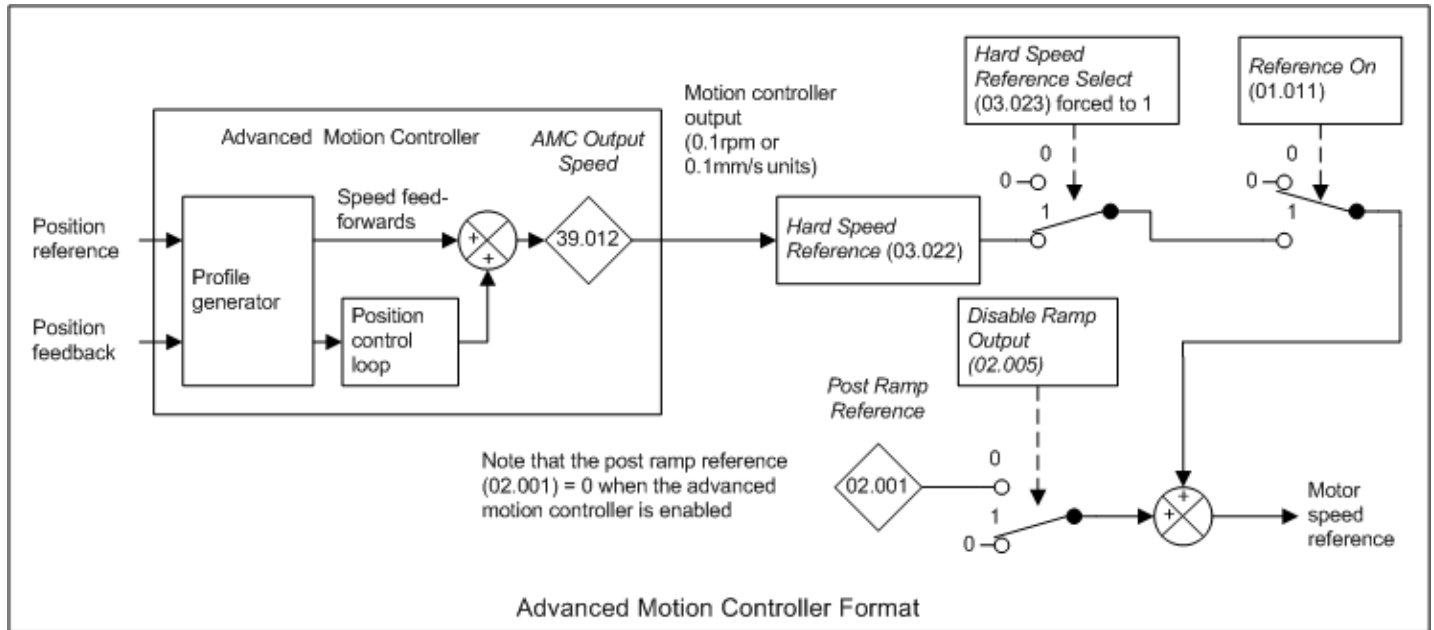 Hard Speed
Reference Select
(03.023) forced to 1
Reference On
(01.011)
Motion controller
output
(0.1rpm or
0.1mm/s units)
Advanced Motion Controller
AMC Output
Speed
Speed feed-
forwards
39.012
Position
reference
Profile
generator
Position
feedback
Position
control
loop
+
+
Hard Speed
Reference (03.022)
0
0
1
0
0
1
Disable Ramp
Output
(02.005)
Post Ramp
Reference
02.001
0
1
0
+
+
Note that the post ramp reference
(02.001) = 0 when the advanced
motion controller is enabled
Motor
speed
reference
Advanced Motion Controller Format